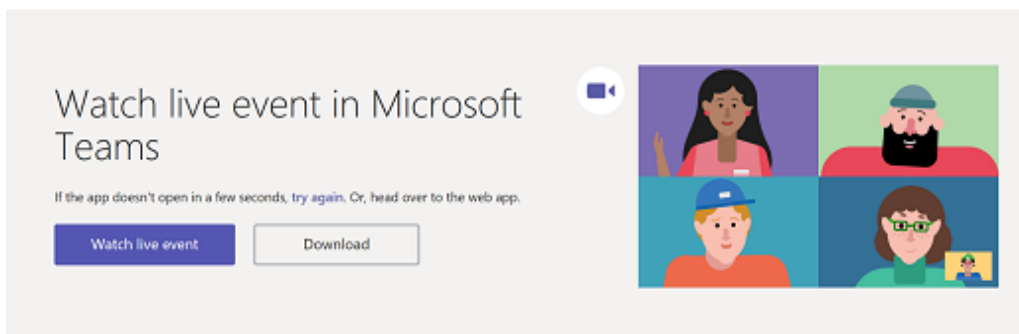 Watch live event in Microsoft
Teams
If the app doesn't open in a few seconds, try again. Or, head over to the web app.
Watch live event
Download